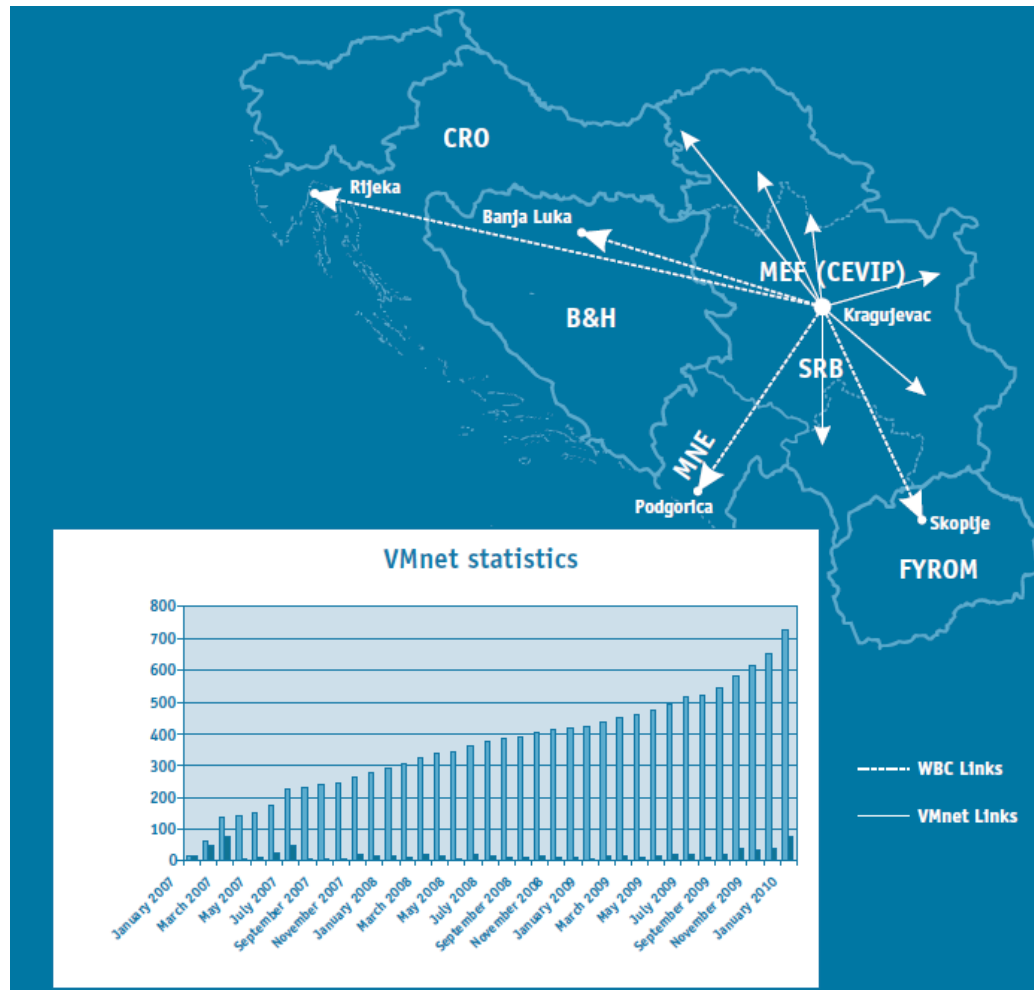 CRO
Rijeka
Banja Luka
MEF (CEVIP)
B&H
Kragujevac
SRB
MNE
Podgorica
Skoplje
FYROM
VMnet statistics
800
700
600
500
400
300
200
100
0
January 2007
March 2007
May 2007
July 2007
September 2007
November 2007
January 2008
March 2008
May 2008
July 2008
September 2008
November 2008
January 2009
March 2009
May 2009
July 2009
September 2009
November 2009
January 2010
WBC Links
VMnet Links